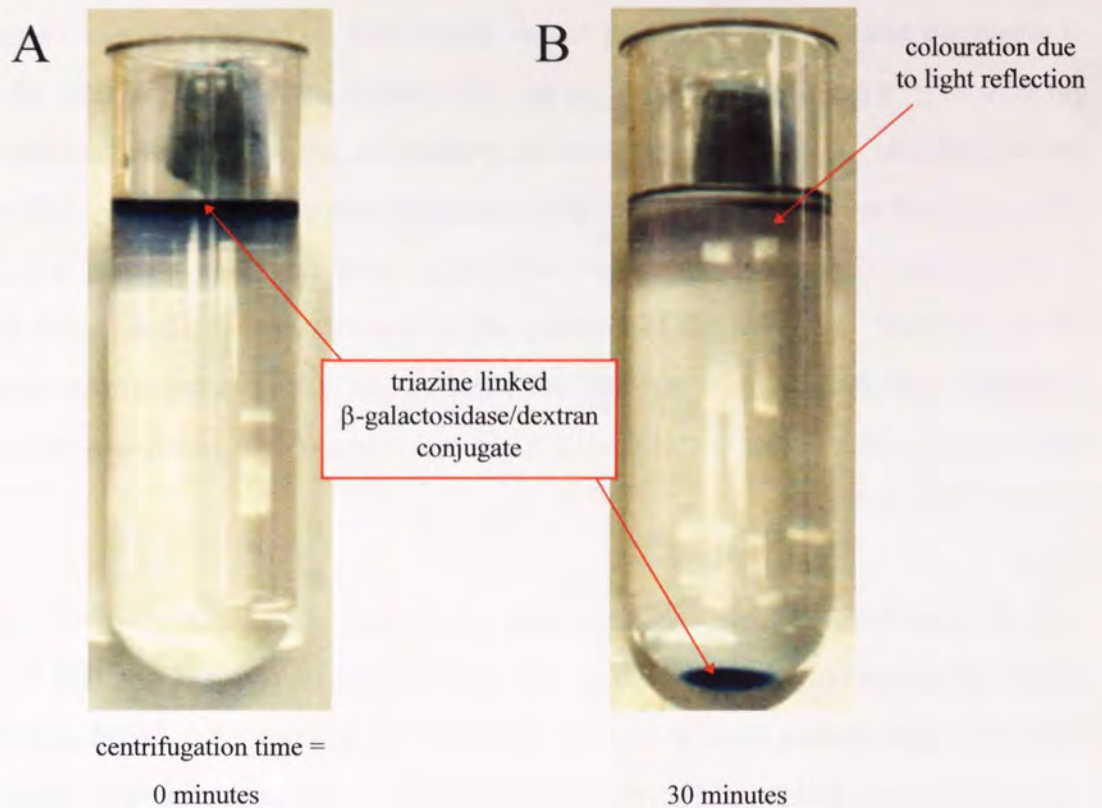 A
B
colouration due
to light reflection
triazine linked
β-galactosidase/dextran
conjugate
centrifugation time =
0 minutes
30 minutes